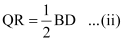 QR = 1/2 BD ...(ii)